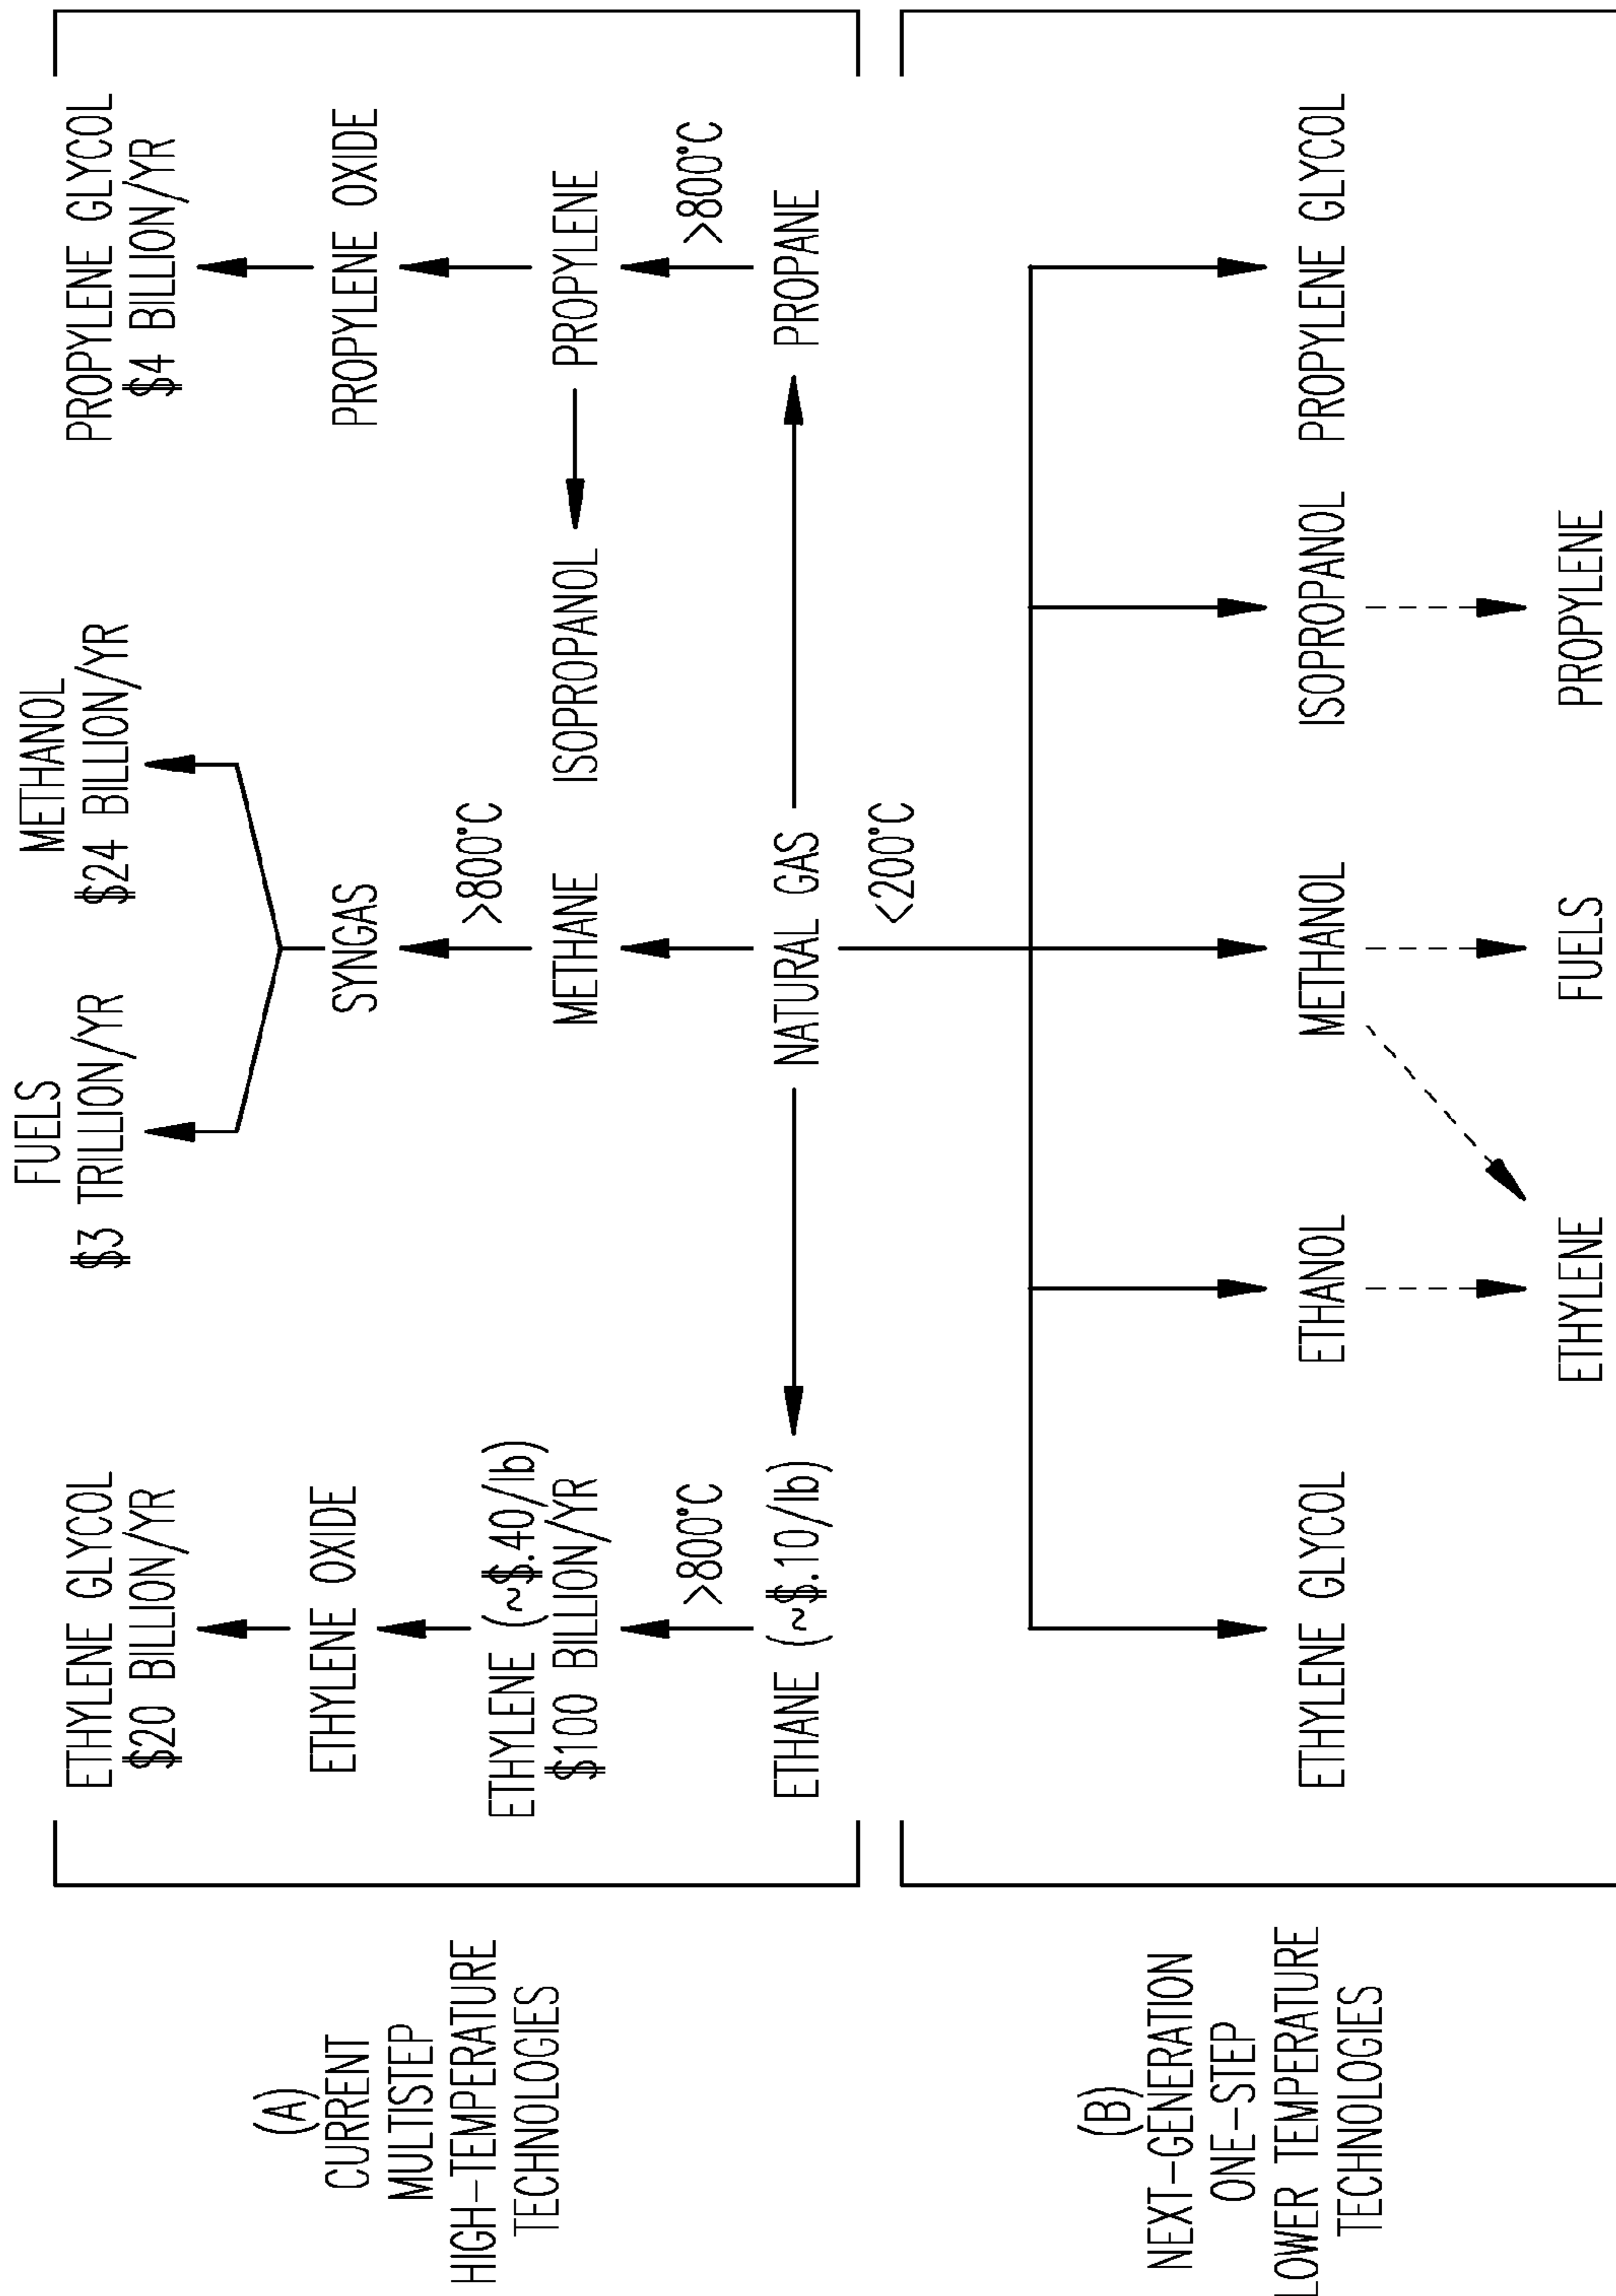 (A)
CURRENT
MULTISTEP
HIGH-TEMPERATURE
TECHNOLOGIES
ETHYLENE GLYCOL
$20 BILLION/YR
ETHYLENE OXIDE
ETHYLENE (~$.40/lb)
$100 BILLION/YR
>800°C
ETHANE (~$.10/lb)
FUELS
$3 TRILLION/YR
METHANOL
$24 BILLION/YR
SYNGAS
>800°C
METHANE
NATURAL GAS
PROPYLENE GLYCOL
$4 BILLION/YR
PROPYLENE OXIDE
ISOPROPANOL
PROPYLENE
>800°C
PROPANE
(B)
NEXT-GENERATION
ONE-STEP
LOWER TEMPERATURE
TECHNOLOGIES
<200°C
ETHYLENE GLYCOL
ETHANOL
METHANOL
ISOPROPANOL
PROPYLENE GLYCOL
ETHYLENE
FUELS
PROPYLENE